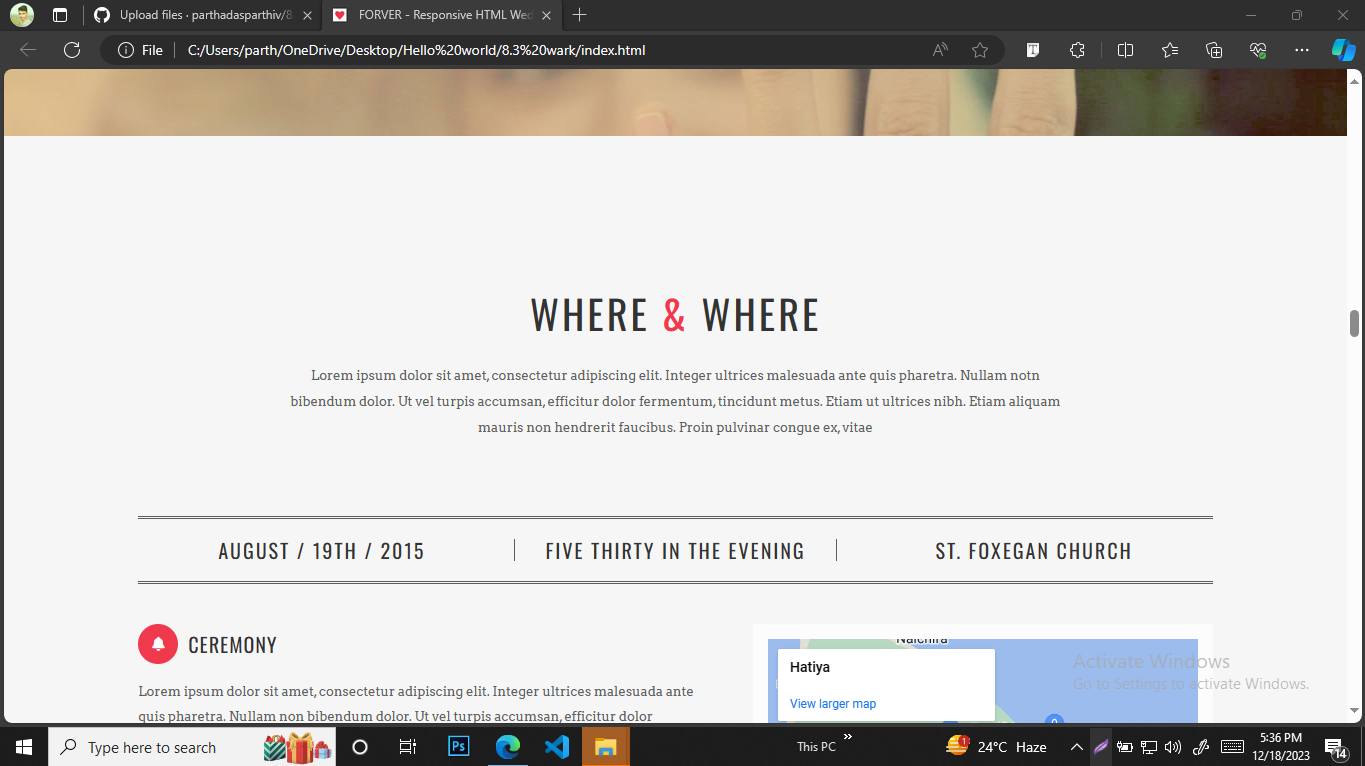 Upload files · parthadasparthiv/8.
FORVER - Responsive HTML Wed
File
C:/Users/parth/OneDrive/Desktop/Hello%20world/8.3%20wark/index.html
WHERE & WHERE
Lorem ipsum dolor sit amet, consectetur adipiscing elit. Integer ultrices malesuada ante quis pharetra. Nullam notn
bibendum dolor. Ut vel turpis accumsan, efficitur dolor fermentum, tincidunt metus. Etiam ut ultrices nibh. Etiam aliquam
mauris non hendrerit faucibus. Proin pulvinar congue ex, vitae
AUGUST / 19TH / 2015
FIVE THIRTY IN THE EVENING
ST. FOXEGAN CHURCH
CEREMONY
Lorem ipsum dolor sit amet, consectetur adipiscing elit. Integer ultrices malesuada ante
quis pharetra. Nullam non bibendum dolor. Ut vel turpis accumsan, efficitur dolor
Nalchira
Hatiya
View larger map
Activate Windows
Go to Settings to activate Windows.
Type here to search
Ps
This PC
1
24°C Haze
5:36 PM
12/18/2023
14